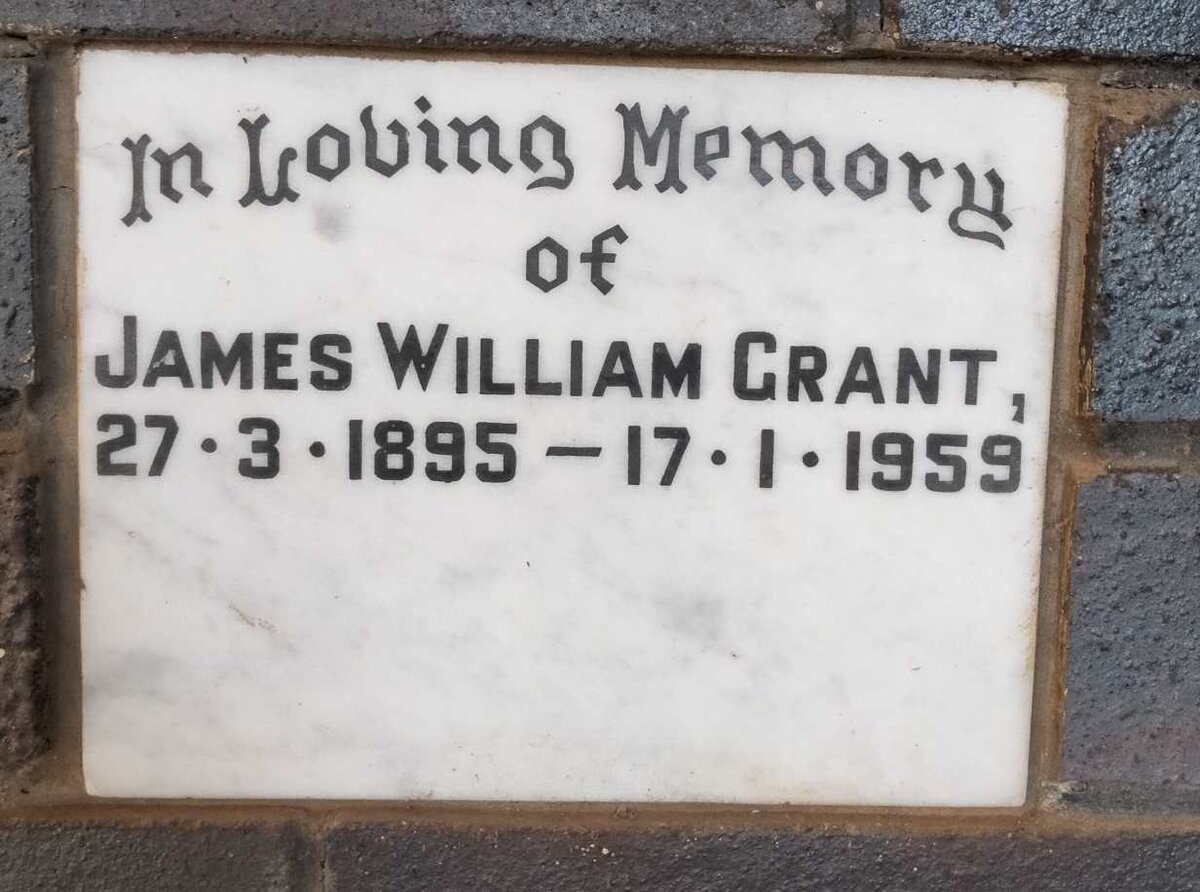 In Loving Memory
of
JAMES WILLIAM GRANT,
27·3·1895 – 17·1·1959